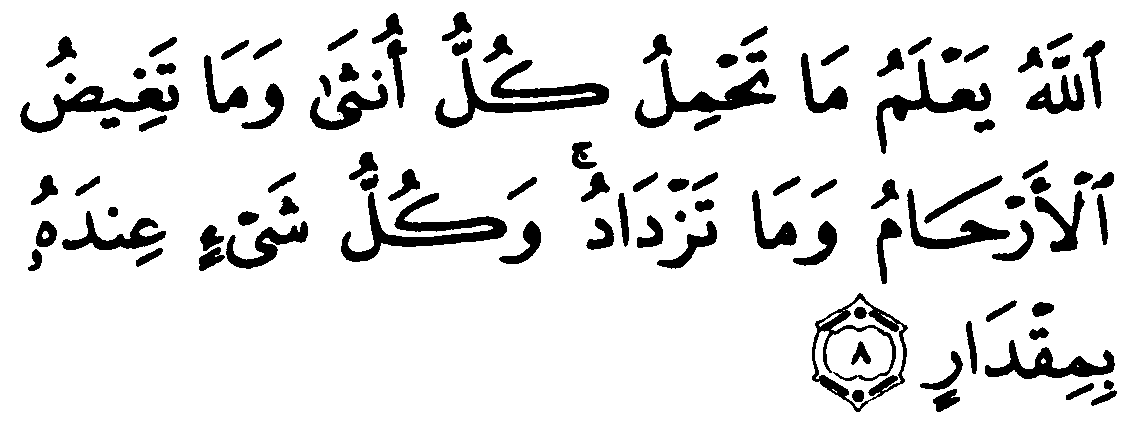 ٱللَّهُ يَعْلَمُ مَا تَحْمِلُ كُلُّ أُنثَىٰ وَمَا تَغِيضُ
ٱلْأَرْحَامُ وَمَا تَزْدَادُ ۚ وَكُلُّ شَىْءٍ عِندَهُۥ
بِمِقْدَارٍ ٨